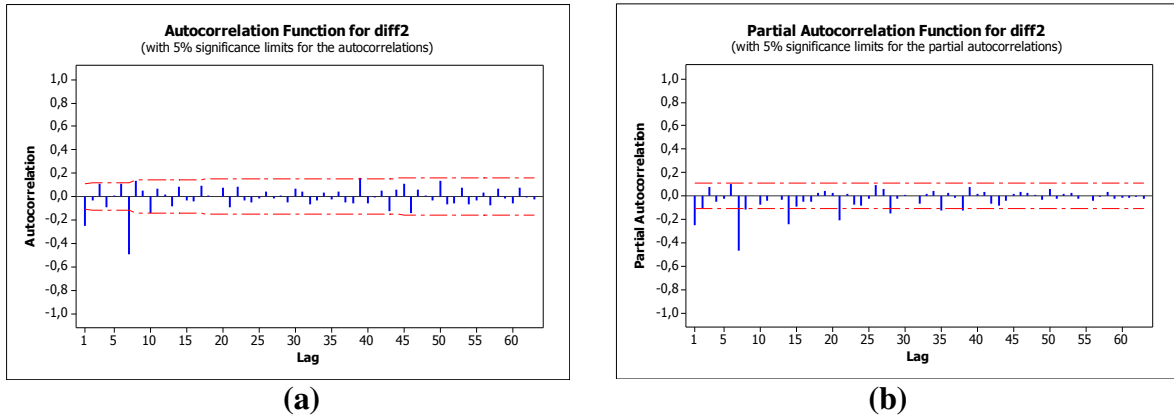 Autocorrelation Function for diff2
(with 5% significance limits for the autocorrelations)
1,0
0,8
0,6
0,4
0,2
0,0
-0,2
-0,4
-0,6
-0,8
-1,0
Autocorrelation
1 5 10 15 20 25 30 35 40 45 50 55 60
Lag
(a)
Partial Autocorrelation Function for diff2
(with 5% significance limits for the partial autocorrelations)
1,0
0,8
0,6
0,4
0,2
0,0
-0,2
-0,4
-0,6
-0,8
-1,0
Partial Autocorrelation
1 5 10 15 20 25 30 35 40 45 50 55 60
Lag
(b)